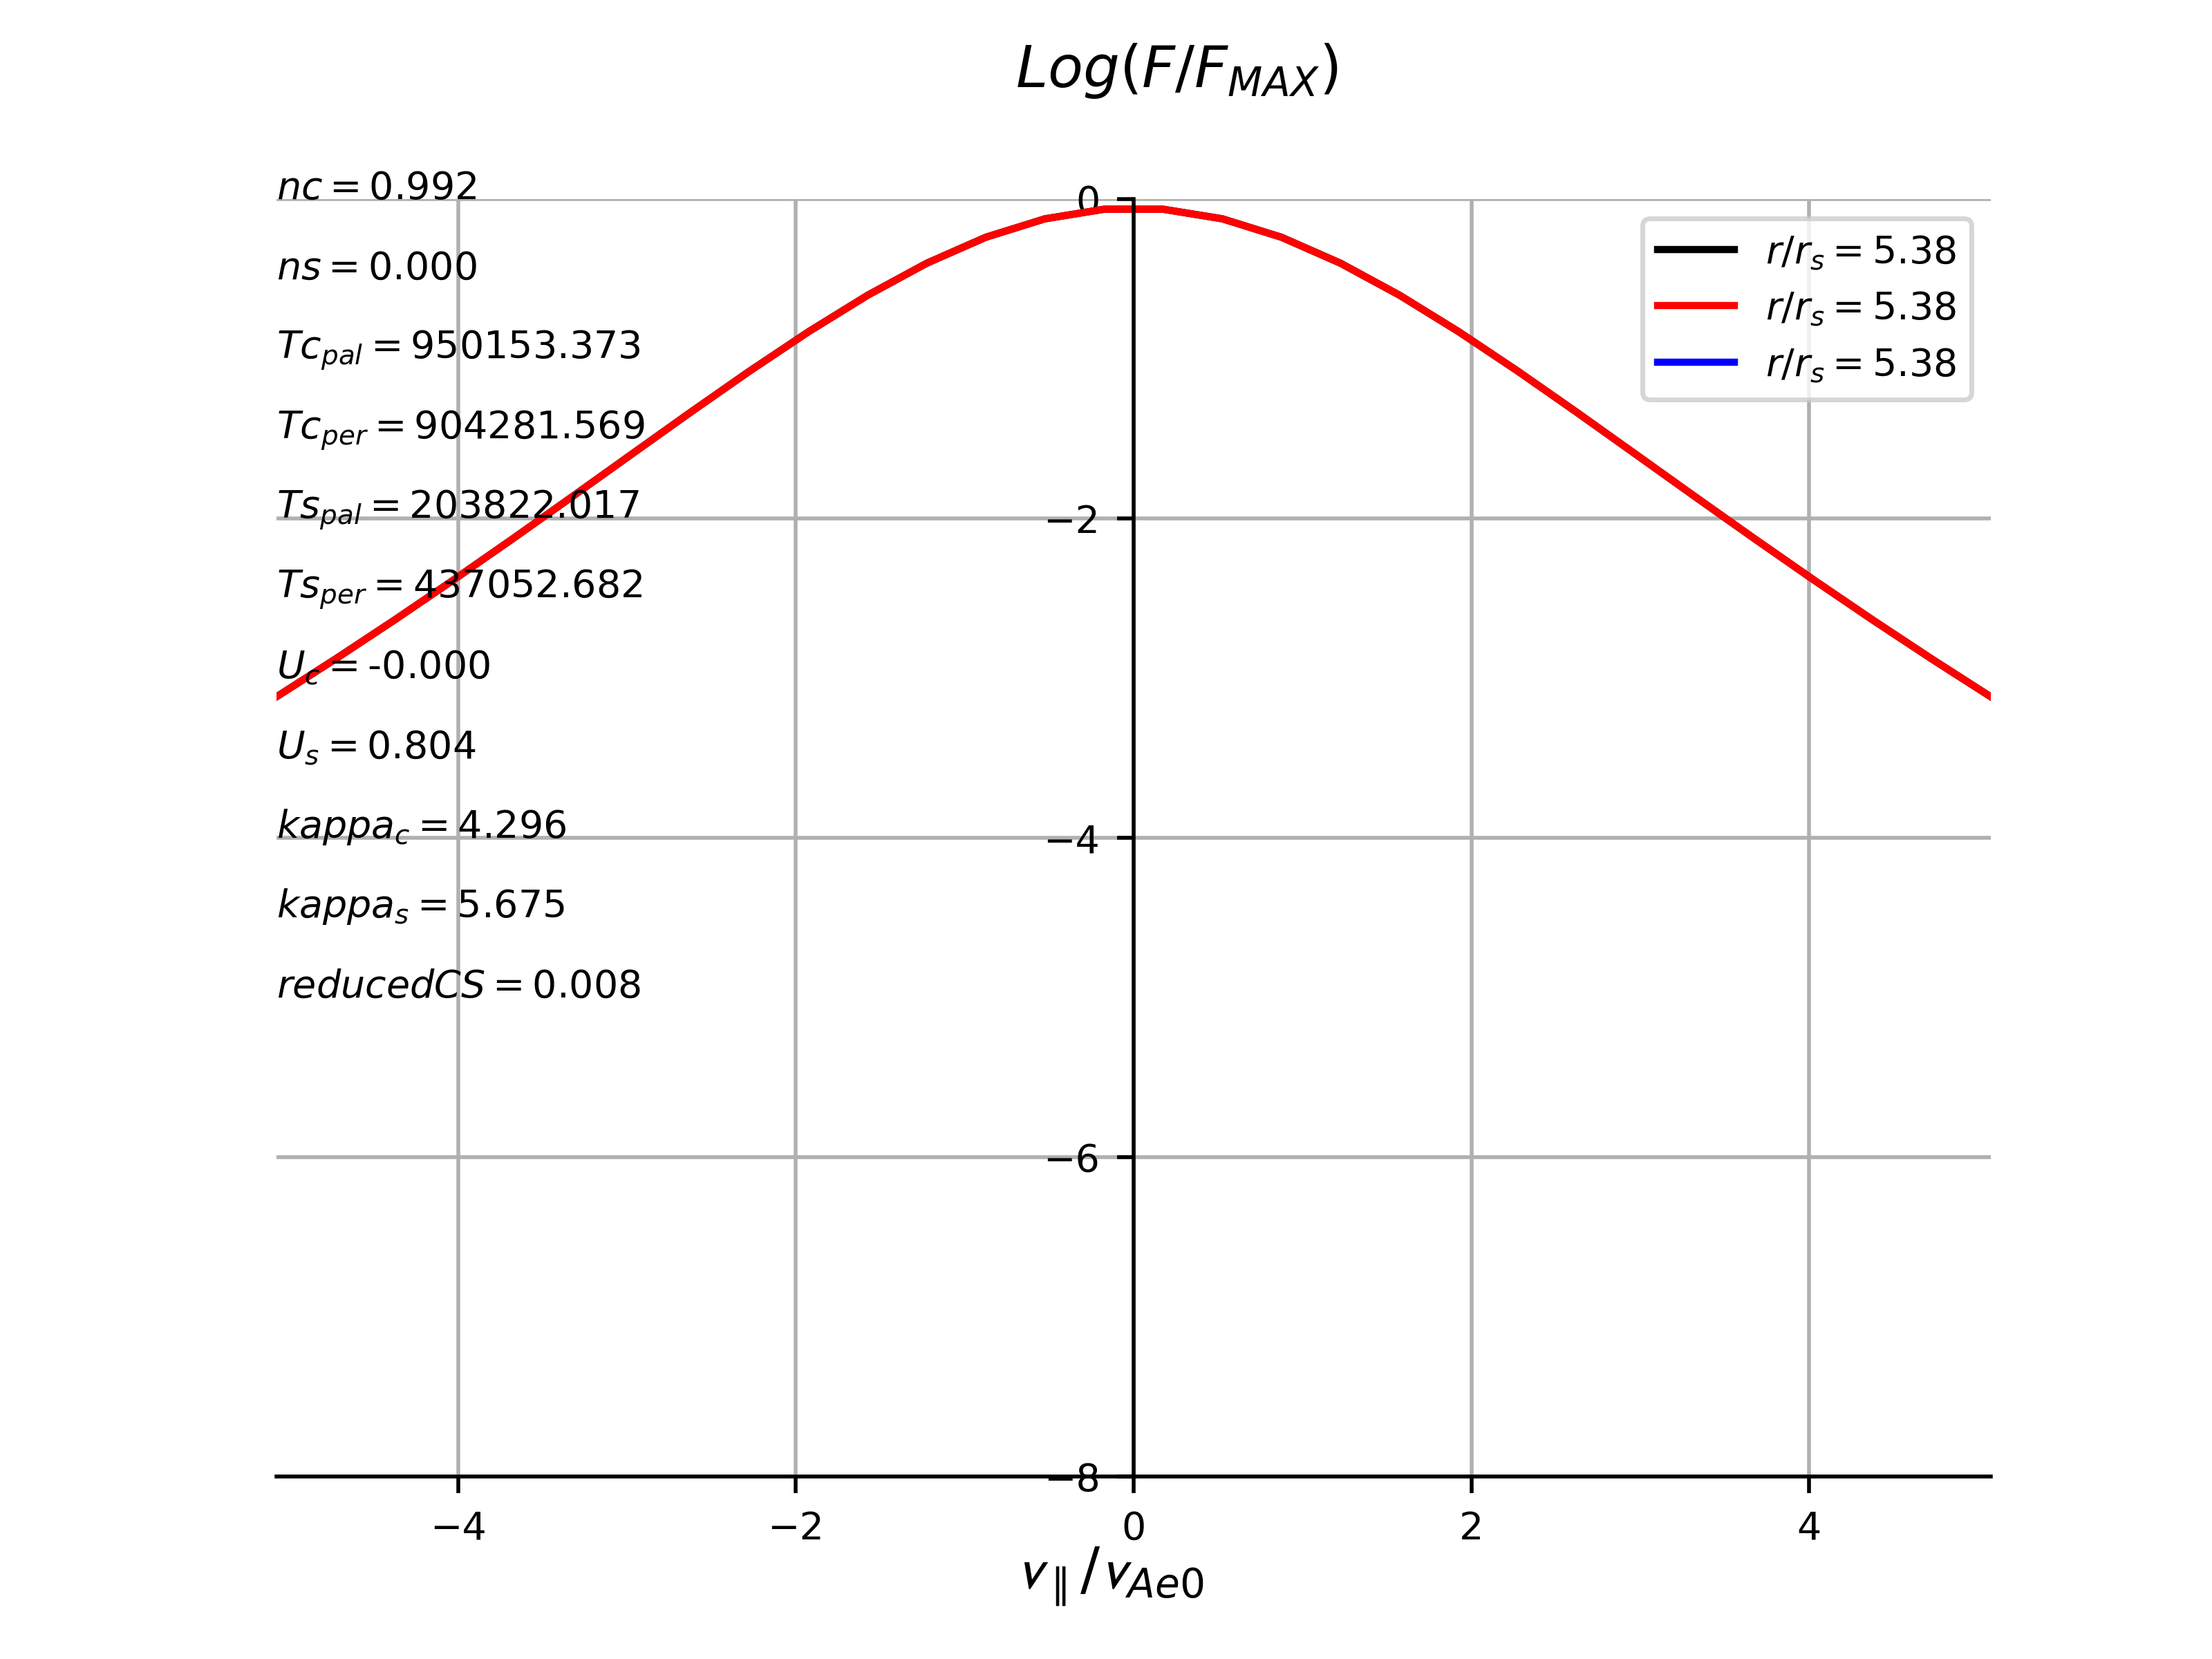 Log(F/F_MAX)
nc = 0.992
ns = 0.000
Tc_pal = 950153.373
Tc_per = 904281.569
Ts_pal = 203822.017
Ts_per = 437052.682
U_c = -0.000
U_s = 0.804
kappa_c = 4.296
kappa_s = 5.675
reducedCS = 0.008
0
−2
−4
−6
−8
r/r_s = 5.38
r/r_s = 5.38
r/r_s = 5.38
−4 −2 0 2 4
v_∥/v_Ae0